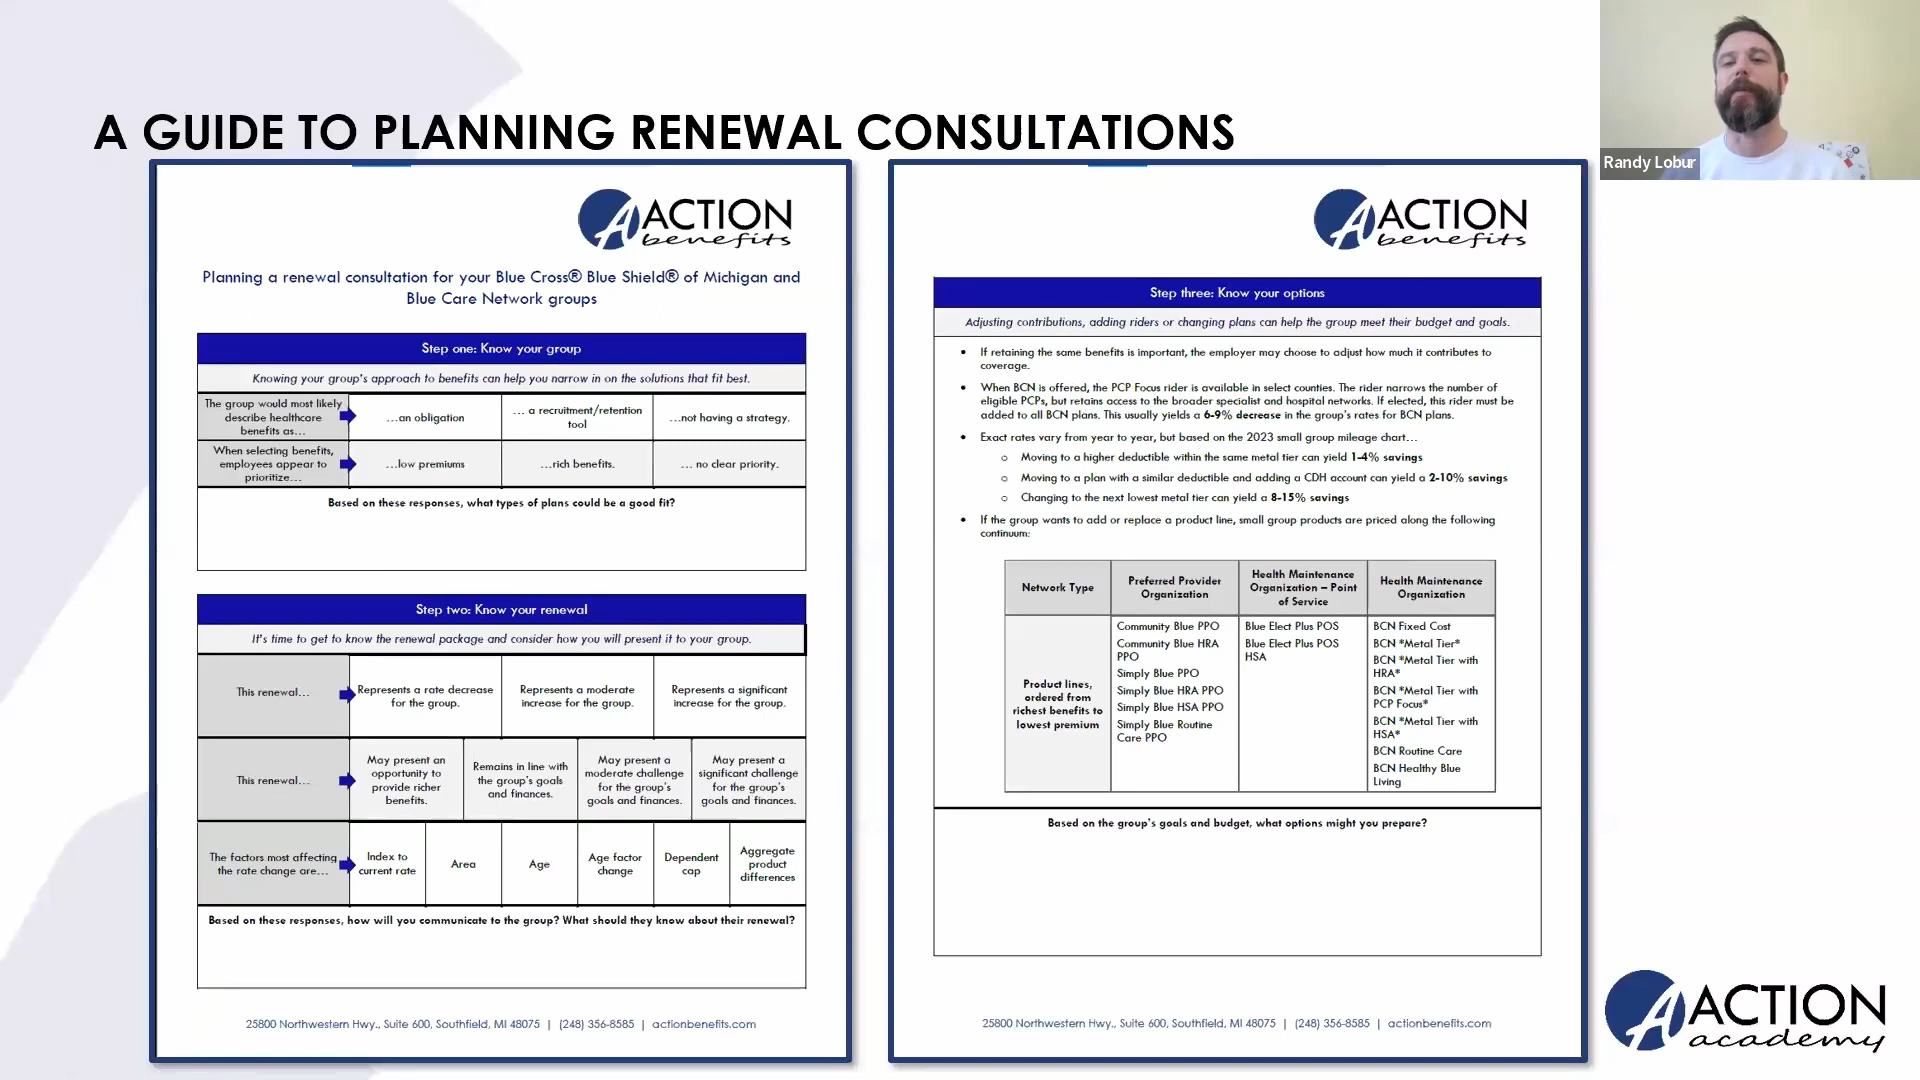 A GUIDE TO PLANNING RENEWAL CONSULTATIONS
Randy Lobur
ACTION
benefits
Planning a renewal consultation for your Blue Cross® Blue Shield® of Michigan and
Blue Care Network groups
Step one: Know your group
Knowing your group's approach to benefits can help you narrow in on the solutions that fit best.
The group would most likely
describe healthcare
benefits as…
…an obligation
… a recruitment/retention
tool
…not having a strategy.
When selecting benefits,
employees appear to
prioritize…
…low premiums
…rich benefits.
… no clear priority.
Based on these responses, what types of plans could be a good fit?
Step two: Know your renewal
It's time to get to know the renewal package and consider how you will present it to your group.
This renewal…
Represents a rate decrease
for the group.
Represents a moderate
increase for the group.
Represents a significant
increase for the group.
This renewal…
May present an
opportunity to
provide richer
benefits.
Remains in line with
the group's goals
and finances.
May present a
moderate challenge
for the group's
goals and finances.
May present a
significant challenge
for the group's
goals and finances.
The factors most affecting
the rate change are…
Index to
current rate
Area
Age
Age factor
change
Dependent
cap
Aggregate
product
differences
Based on these responses, how will you communicate to the group? What should they know about their renewal?
25800 Northwestern Hwy., Suite 600, Southfield, MI 48075 | (248) 356-8585 | actionbenefits.com
ACTION
benefits
Step three: Know your options
Adjusting contributions, adding riders or changing plans can help the group meet their budget and goals.
• If retaining the same benefits is important, the employer may choose to adjust how much it contributes to
coverage.
• When BCN is offered, the PCP Focus rider is available in select counties. The rider narrows the number of
eligible PCPs, but retains access to the broader specialist and hospital networks. If elected, this rider must be
added to all BCN plans. This usually yields a 6-9% decrease in the group's rates for BCN plans.
• Exact rates vary from year to year, but based on the 2023 small group mileage chart…
o Moving to a higher deductible within the same metal tier can yield 1-4% savings
o Moving to a plan with a similar deductible and adding a CDH account can yield a 2-10% savings
o Changing to the next lowest metal tier can yield a 8-15% savings
• If the group wants to add or replace a product line, small group products are priced along the following
continuum:
Network Type
Preferred Provider
Organization
Health Maintenance
Organization – Point
of Service
Health Maintenance
Organization
Product lines,
ordered from
richest benefits to
lowest premium
Community Blue PPO
Community Blue HRA
PPO
Simply Blue PPO
Simply Blue HRA PPO
Simply Blue HSA PPO
Simply Blue Routine
Care PPO
Blue Elect Plus POS
Blue Elect Plus POS
HSA
BCN Fixed Cost
BCN *Metal Tier*
BCN *Metal Tier with
HRA*
BCN *Metal Tier with
PCP Focus*
BCN *Metal Tier with
HSA*
BCN Routine Care
BCN Healthy Blue
Living
Based on the group's goals and budget, what options might you prepare?
25800 Northwestern Hwy., Suite 600, Southfield, MI 48075 | (248) 356-8585 | actionbenefits.com
ACTION
academy